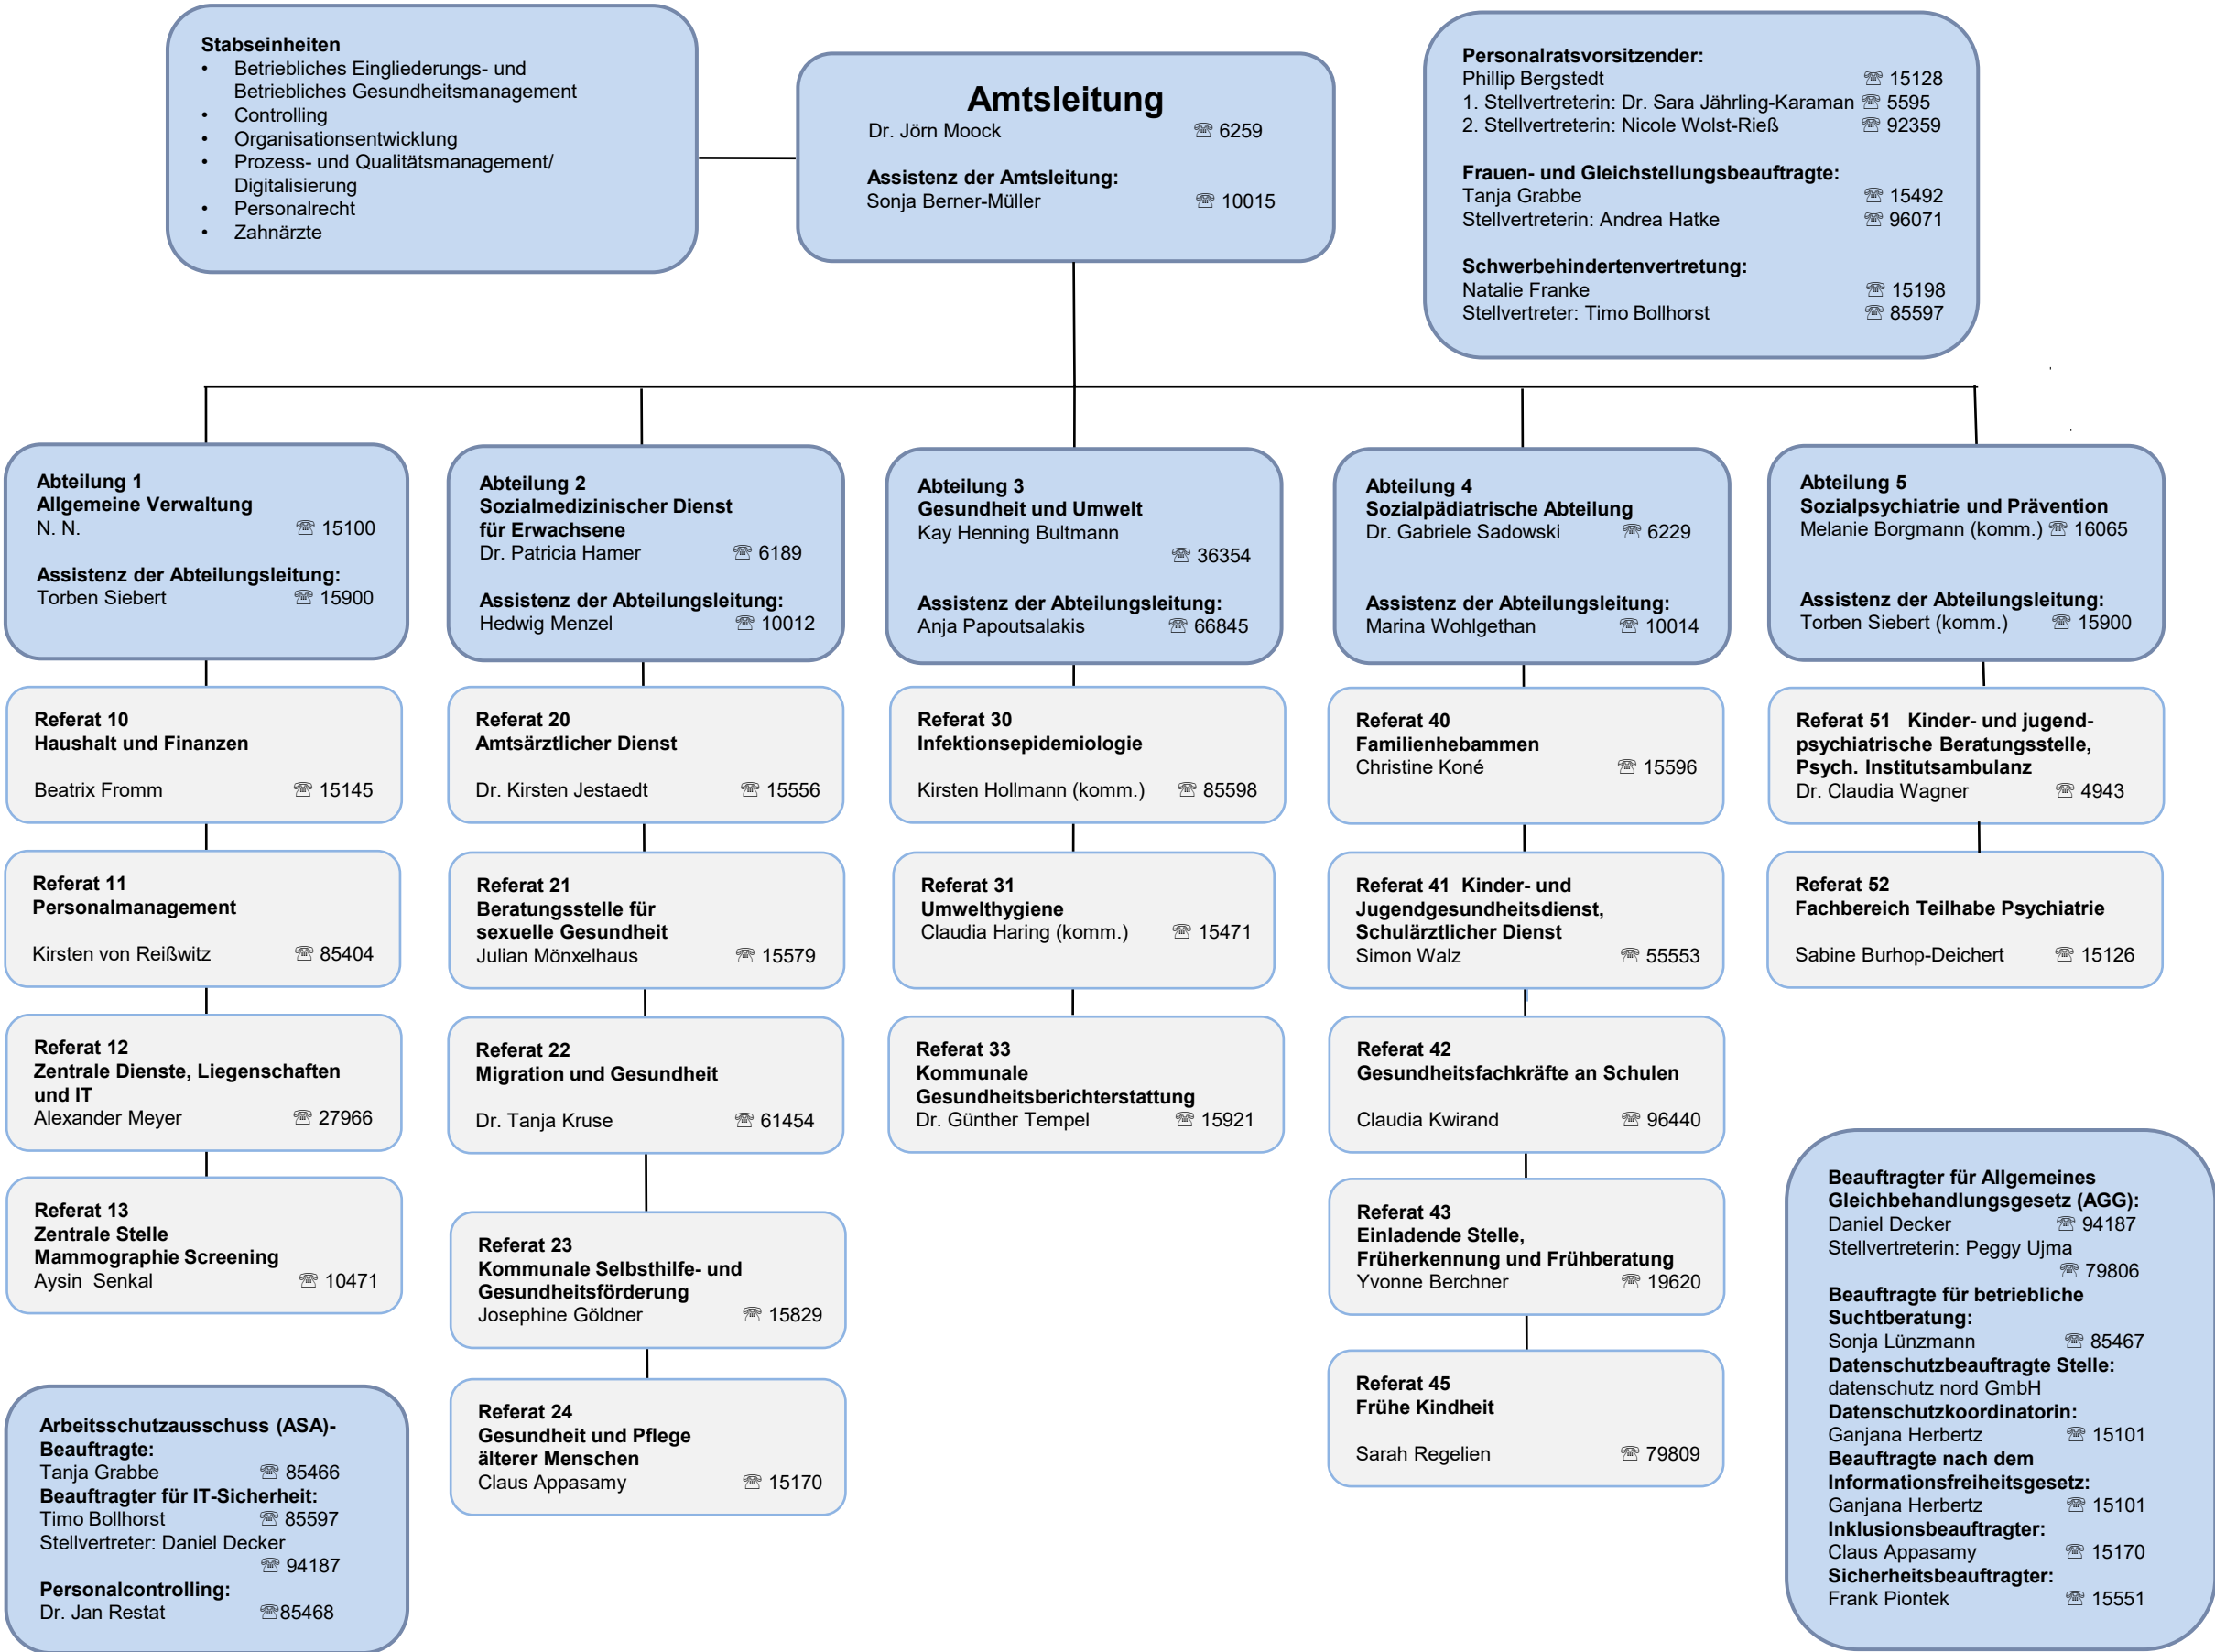 Stabseinheiten
• Betriebliches Eingliederungs- und
Betriebliches Gesundheitsmanagement
• Controlling
• Organisationsentwicklung
• Prozess- und Qualitätsmanagement/
Digitalisierung
• Personalrecht
• Zahnärzte
Amtsleitung
Dr. Jörn Moock ☏ 6259
Assistenz der Amtsleitung:
Sonja Berner-Müller ☏ 10015
Personalratsvorsitzender:
Phillip Bergstedt ☏ 15128
1. Stellvertreterin: Dr. Sara Jährling-Karaman ☏ 5595
2. Stellvertreterin: Nicole Wolst-Rieß ☏ 92359
Frauen- und Gleichstellungsbeauftragte:
Tanja Grabbe ☏ 15492
Stellvertreterin: Andrea Hatke ☏ 96071
Schwerbehindertenvertretung:
Natalie Franke ☏ 15198
Stellvertreter: Timo Bollhorst ☏ 85597
Abteilung 1
Allgemeine Verwaltung
N. N. ☏ 15100
Assistenz der Abteilungsleitung:
Torben Siebert ☏ 15900
Referat 10
Haushalt und Finanzen
Beatrix Fromm ☏ 15145
Referat 11
Personalmanagement
Kirsten von Reißwitz ☏ 85404
Referat 12
Zentrale Dienste, Liegenschaften
und IT
Alexander Meyer ☏ 27966
Referat 13
Zentrale Stelle
Mammographie Screening
Aysin Senkal ☏ 10471
Arbeitsschutzausschuss (ASA)-
Beauftragte:
Tanja Grabbe ☏ 85466
Beauftragter für IT-Sicherheit:
Timo Bollhorst ☏ 85597
Stellvertreter: Daniel Decker
☏ 94187
Personalcontrolling:
Dr. Jan Restat ☏85468
Abteilung 2
Sozialmedizinischer Dienst
für Erwachsene
Dr. Patricia Hamer ☏ 6189
Assistenz der Abteilungsleitung:
Hedwig Menzel ☏ 10012
Referat 20
Amtsärztlicher Dienst
Dr. Kirsten Jestaedt ☏ 15556
Referat 21
Beratungsstelle für
sexuelle Gesundheit
Julian Mönxelhaus ☏ 15579
Referat 22
Migration und Gesundheit
Dr. Tanja Kruse ☏ 61454
Referat 23
Kommunale Selbsthilfe- und
Gesundheitsförderung
Josephine Göldner ☏ 15829
Referat 24
Gesundheit und Pflege
älterer Menschen
Claus Appasamy ☏ 15170
Abteilung 3
Gesundheit und Umwelt
Kay Henning Bultmann
☏ 36354
Assistenz der Abteilungsleitung:
Anja Papoutsalakis ☏ 66845
Referat 30
Infektionsepidemiologie
Kirsten Hollmann (komm.) ☏ 85598
Referat 31
Umwelthygiene
Claudia Haring (komm.) ☏ 15471
Referat 33
Kommunale
Gesundheitsberichterstattung
Dr. Günther Tempel ☏ 15921
Abteilung 4
Sozialpädiatrische Abteilung
Dr. Gabriele Sadowski ☏ 6229
Assistenz der Abteilungsleitung:
Marina Wohlgethan ☏ 10014
Referat 40
Familienhebammen
Christine Koné ☏ 15596
Referat 41 Kinder- und
Jugendgesundheitsdienst,
Schulärztlicher Dienst
Simon Walz ☏ 55553
Referat 42
Gesundheitsfachkräfte an Schulen
Claudia Kwirand ☏ 96440
Referat 43
Einladende Stelle,
Früherkennung und Frühberatung
Yvonne Berchner ☏ 19620
Referat 45
Frühe Kindheit
Sarah Regelien ☏ 79809
Abteilung 5
Sozialpsychiatrie und Prävention
Melanie Borgmann (komm.) ☏ 16065
Assistenz der Abteilungsleitung:
Torben Siebert (komm.) ☏ 15900
Referat 51 Kinder- und jugend-
psychiatrische Beratungsstelle,
Psych. Institutsambulanz
Dr. Claudia Wagner ☏ 4943
Referat 52
Fachbereich Teilhabe Psychiatrie
Sabine Burhop-Deichert ☏ 15126
Beauftragter für Allgemeines
Gleichbehandlungsgesetz (AGG):
Daniel Decker ☏ 94187
Stellvertreterin: Peggy Ujma
☏ 79806
Beauftragte für betriebliche
Suchtberatung:
Sonja Lünzmann ☏ 85467
Datenschutzbeauftragte Stelle:
datenschutz nord GmbH
Datenschutzkoordinatorin:
Ganjana Herbertz ☏ 15101
Beauftragte nach dem
Informationsfreiheitsgesetz:
Ganjana Herbertz ☏ 15101
Inklusionsbeauftragter:
Claus Appasamy ☏ 15170
Sicherheitsbeauftragter:
Frank Piontek ☏ 15551